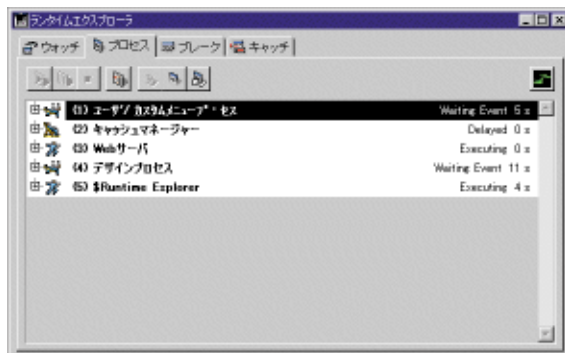 ランタイムエクスプローラ
ウォッチ プロセス ブレーク キャッチ
(1) ユーザ/カスタムメニュープロセス Waiting Event 5 s
(2) キャッシュマネージャー Delayed 0 s
(3) Webサーバ Executing 0 s
(4) デザインプロセス Waiting Event 11 s
(5) $Runtime Explorer Executing 4 s